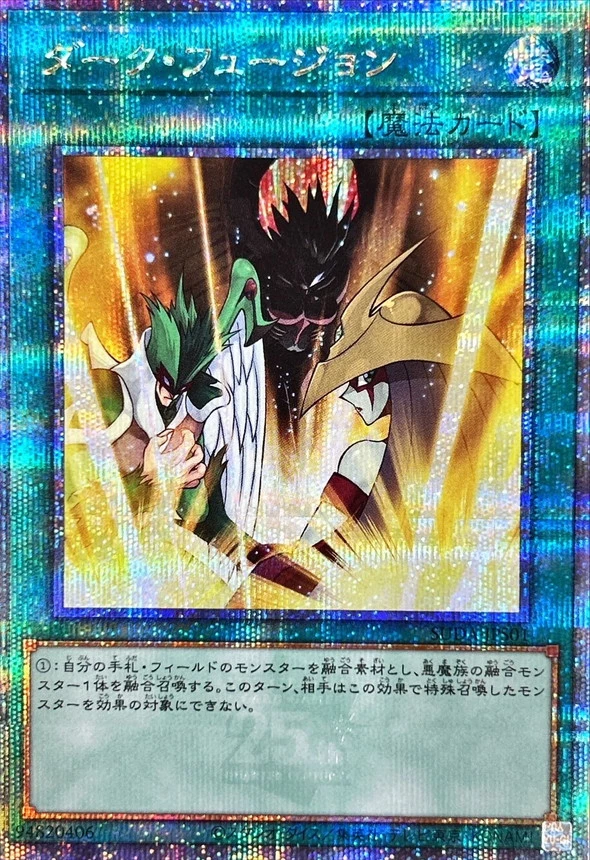 ダーク・フュージョン
魔
【魔法カード】
①：自分の手札・フィールドのモンスターを融合素材とし、悪魔族の融合モン
スター1体を融合召喚する。このターン、相手はこの効果で特殊召喚したモン
スターを効果の対象にできない。
25th
94820406